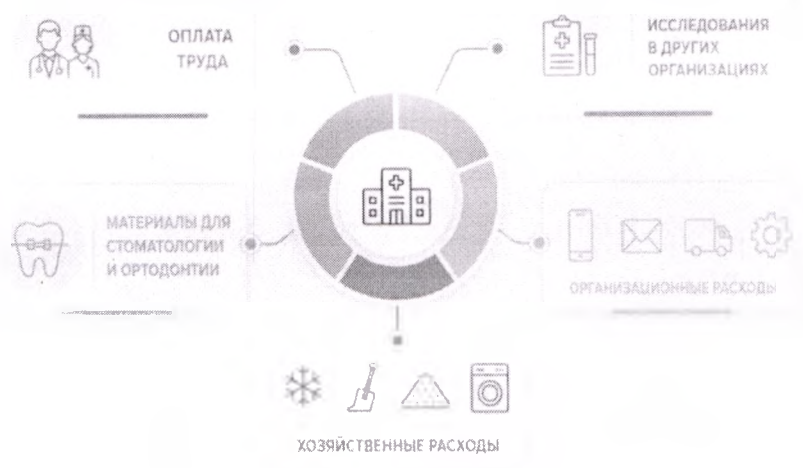 ОПЛАТА
ТРУДА
ИССЛЕДОВАНИЯ
В ДРУГИХ
ОРГАНИЗАЦИЯХ
МАТЕРИАЛЫ ДЛЯ
СТОМАТОЛОГИИ
И ОРТОДОНТИИ
ОРГАНИЗАЦИОННЫЕ РАСХОДЫ
ХОЗЯЙСТВЕННЫЕ РАСХОДЫ